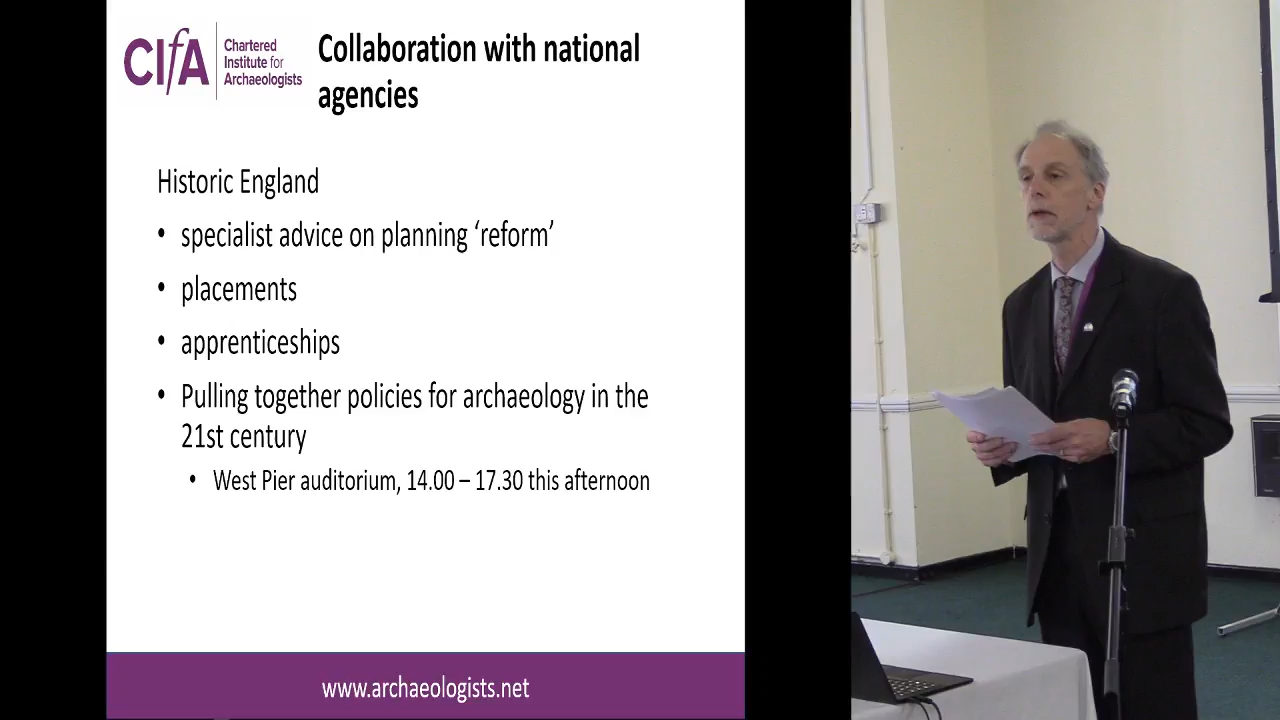 CIfA
Chartered
Institute for
Archaeologists
Collaboration with national
agencies
Historic England
• specialist advice on planning ‘reform’
• placements
• apprenticeships
• Pulling together policies for archaeology in the
21st century
• West Pier auditorium, 14.00 – 17.30 this afternoon
www.archaeologists.net